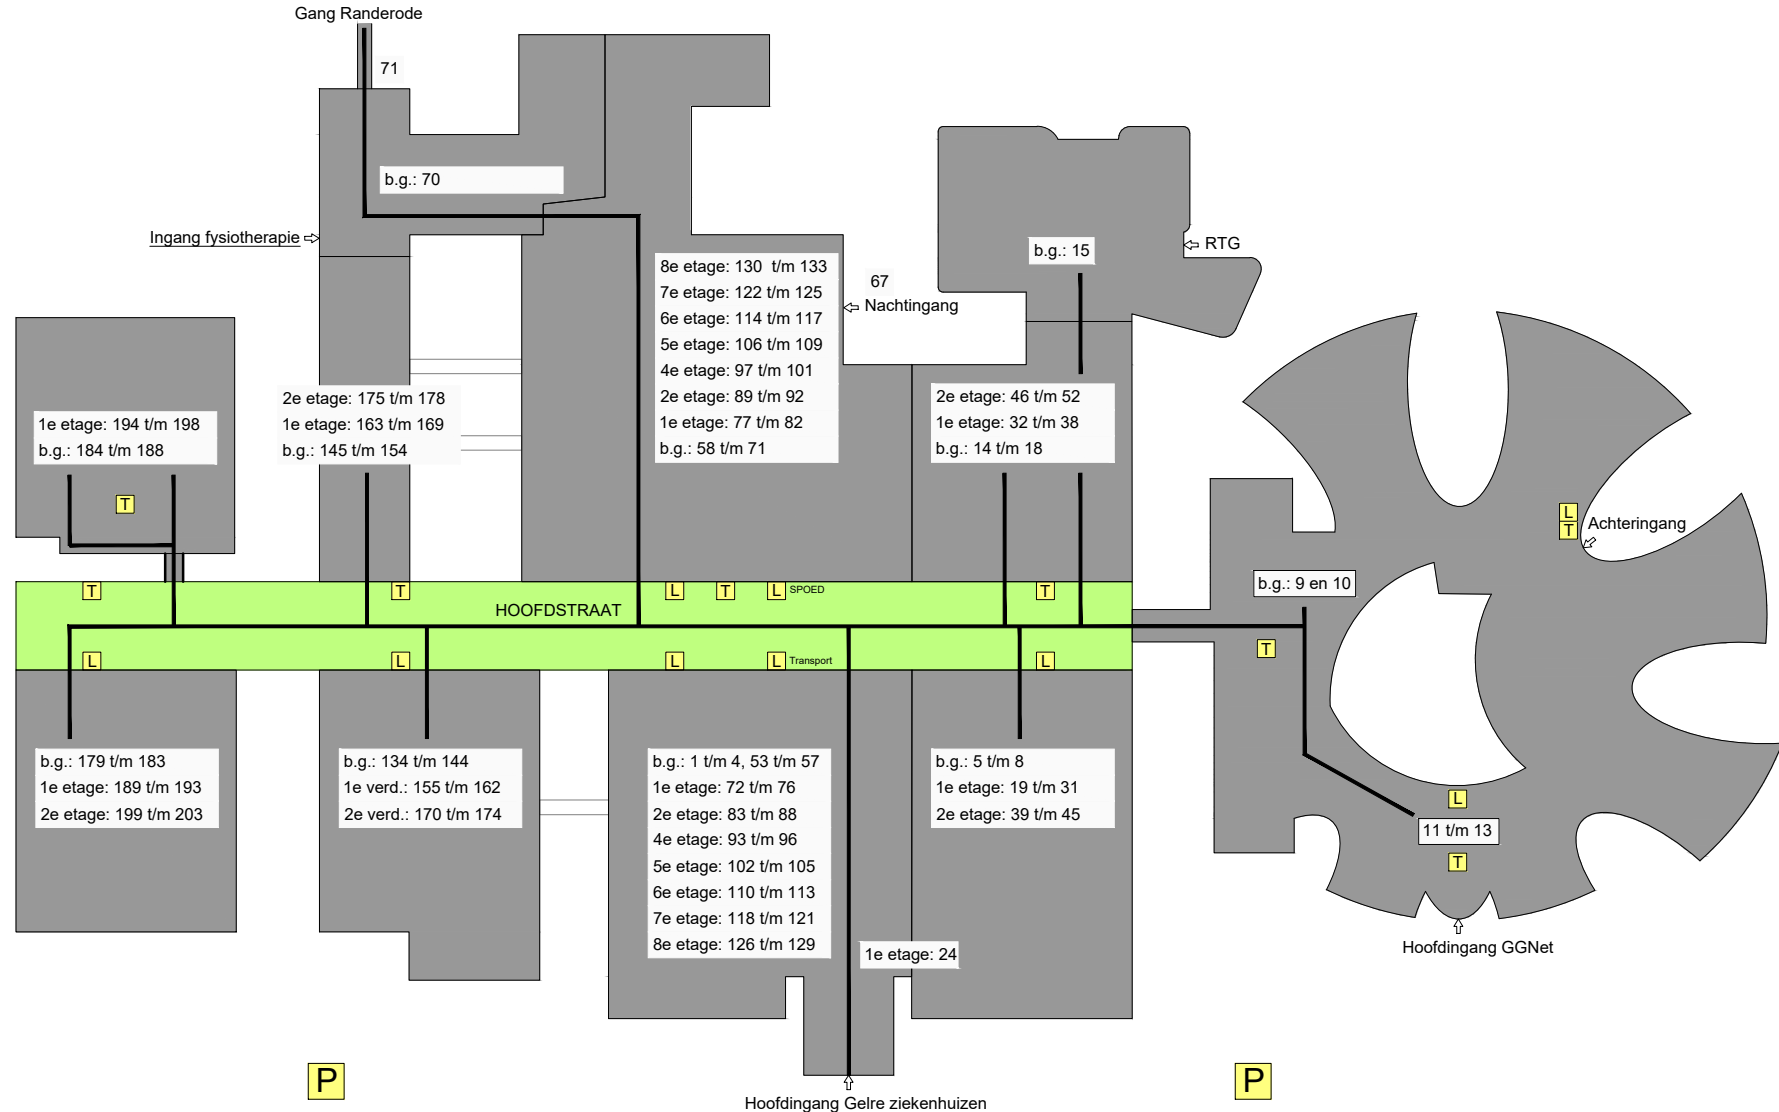 Gang Randerode
71
b.g.: 70
Ingang fysiotherapie
8e etage: 130 t/m 133
7e etage: 122 t/m 125
6e etage: 114 t/m 117
5e etage: 106 t/m 109
4e etage: 97 t/m 101
2e etage: 89 t/m 92
1e etage: 77 t/m 82
b.g.: 58 t/m 71
67
Nachtingang
b.g.: 15
RTG
1e etage: 194 t/m 198
b.g.: 184 t/m 188
T
2e etage: 175 t/m 178
1e etage: 163 t/m 169
b.g.: 145 t/m 154
2e etage: 46 t/m 52
1e etage: 32 t/m 38
b.g.: 14 t/m 18
L
T
Achteringang
b.g.: 9 en 10
T
T
L
T
L
SPOED
T
HOOFDSTRAAT
L
L
L
L
Transport
L
T
b.g.: 179 t/m 183
1e etage: 189 t/m 193
2e etage: 199 t/m 203
b.g.: 134 t/m 144
1e verd.: 155 t/m 162
2e verd.: 170 t/m 174
b.g.: 1 t/m 4, 53 t/m 57
1e etage: 72 t/m 76
2e etage: 83 t/m 88
4e etage: 93 t/m 96
5e etage: 102 t/m 105
6e etage: 110 t/m 113
7e etage: 118 t/m 121
8e etage: 126 t/m 129
b.g.: 5 t/m 8
1e etage: 19 t/m 31
2e etage: 39 t/m 45
L
11 t/m 13
T
1e etage: 24
Hoofdingang GGNet
P
P
Hoofdingang Gelre ziekenhuizen